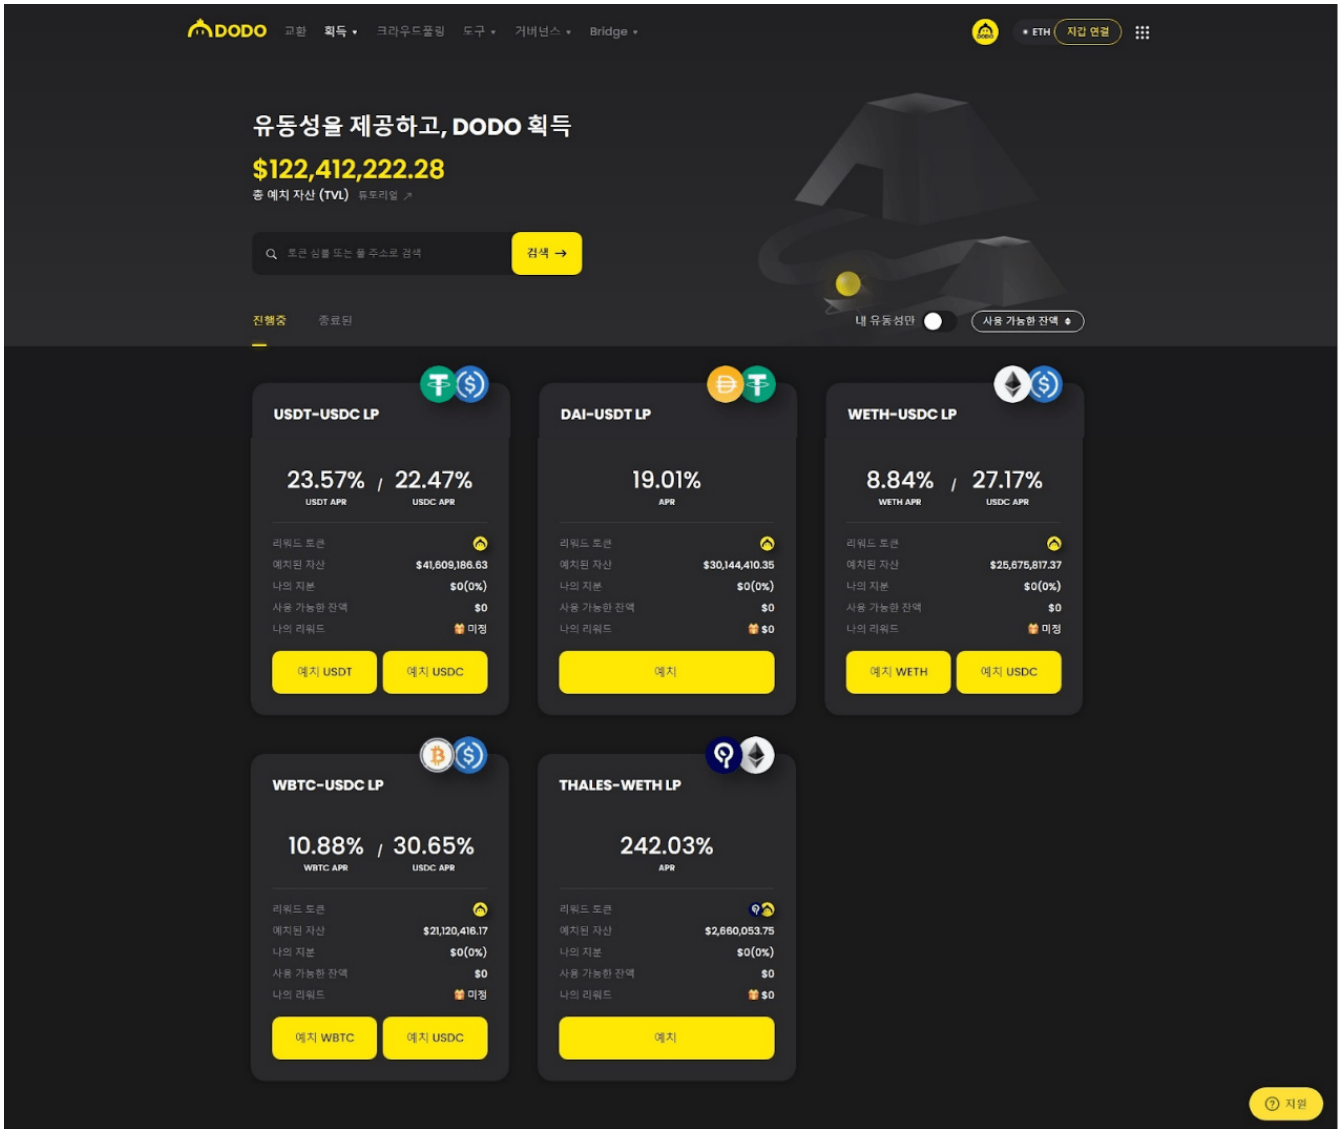 DODO 교환 획득 크라우드풀링 도구 거버넌스 Bridge
DODO ETH 지갑 연결
유동성을 제공하고, DODO 획득
$122,412,222.28
총 예치 자산 (TVL) 튜토리얼 ↗
토큰 심볼 또는 풀 주소로 검색 검색 →
진행중 종료된 내 유동성만 사용 가능한 잔액
USDT-USDC LP
23.57% / 22.47%
USDT APR USDC APR
리워드 토큰
예치된 자산 $41,609,186.63
나의 지분 $0(0%)
사용 가능한 잔액 $0
나의 리워드 미정
예치 USDT 예치 USDC
DAI-USDT LP
19.01%
APR
리워드 토큰
예치된 자산 $30,144,410.35
나의 지분 $0(0%)
사용 가능한 잔액 $0
나의 리워드 $0
예치
WETH-USDC LP
8.84% / 27.17%
WETH APR USDC APR
리워드 토큰
예치된 자산 $25,675,817.37
나의 지분 $0(0%)
사용 가능한 잔액 $0
나의 리워드 미정
예치 WETH 예치 USDC
WBTC-USDC LP
10.88% / 30.65%
WBTC APR USDC APR
리워드 토큰
예치된 자산 $21,120,416.17
나의 지분 $0(0%)
사용 가능한 잔액 $0
나의 리워드 미정
예치 WBTC 예치 USDC
THALES-WETH LP
242.03%
APR
리워드 토큰
예치된 자산 $2,660,053.75
나의 지분 $0(0%)
사용 가능한 잔액 $0
나의 리워드 $0
예치
지원